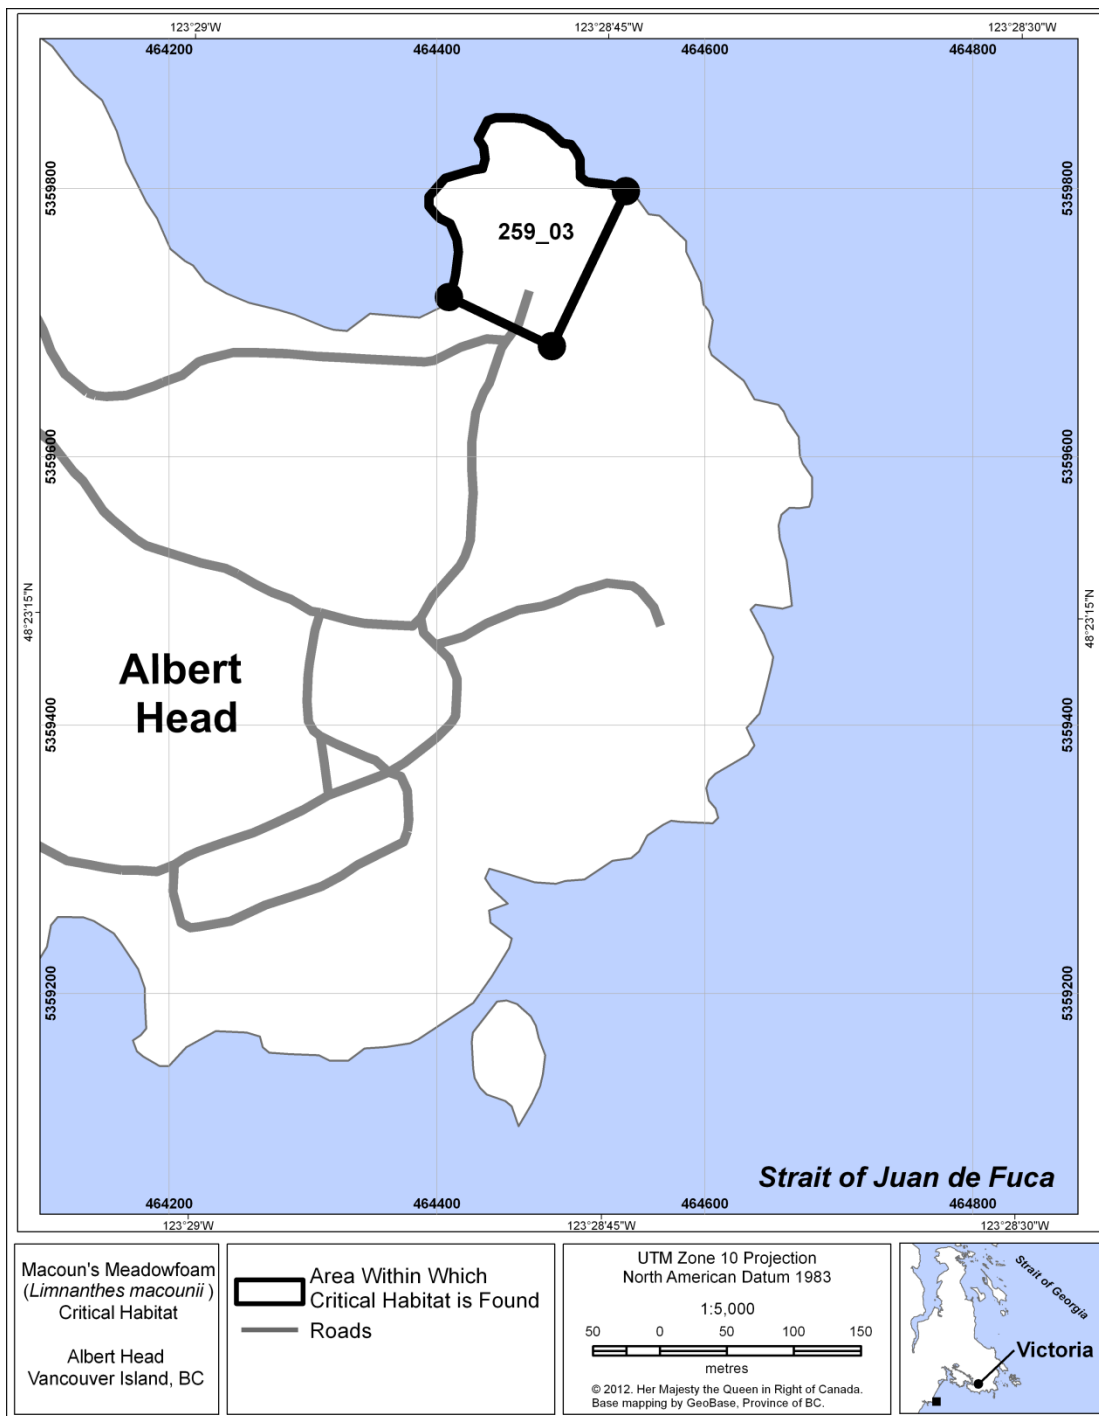 123°29'W 123°28'45"W 123°28'30"W
464200 464400 464600 464800
5359800 5359800
259_03
5359600 5359600
48°23'15"N 48°23'15"N
Albert
Head
5359400 5359400
5359200 5359200
Strait of Juan de Fuca
464200 464400 464600 464800
123°29'W 123°28'45"W 123°28'30"W
Macoun's Meadowfoam
(Limnanthes macounii )
Critical Habitat
Albert Head
Vancouver Island, BC
Area Within Which
Critical Habitat is Found
Roads
UTM Zone 10 Projection
North American Datum 1983
1:5,000
50 0 50 100 150
metres
© 2012. Her Majesty the Queen in Right of Canada.
Base mapping by GeoBase, Province of BC.
Strait of Georgia
Victoria